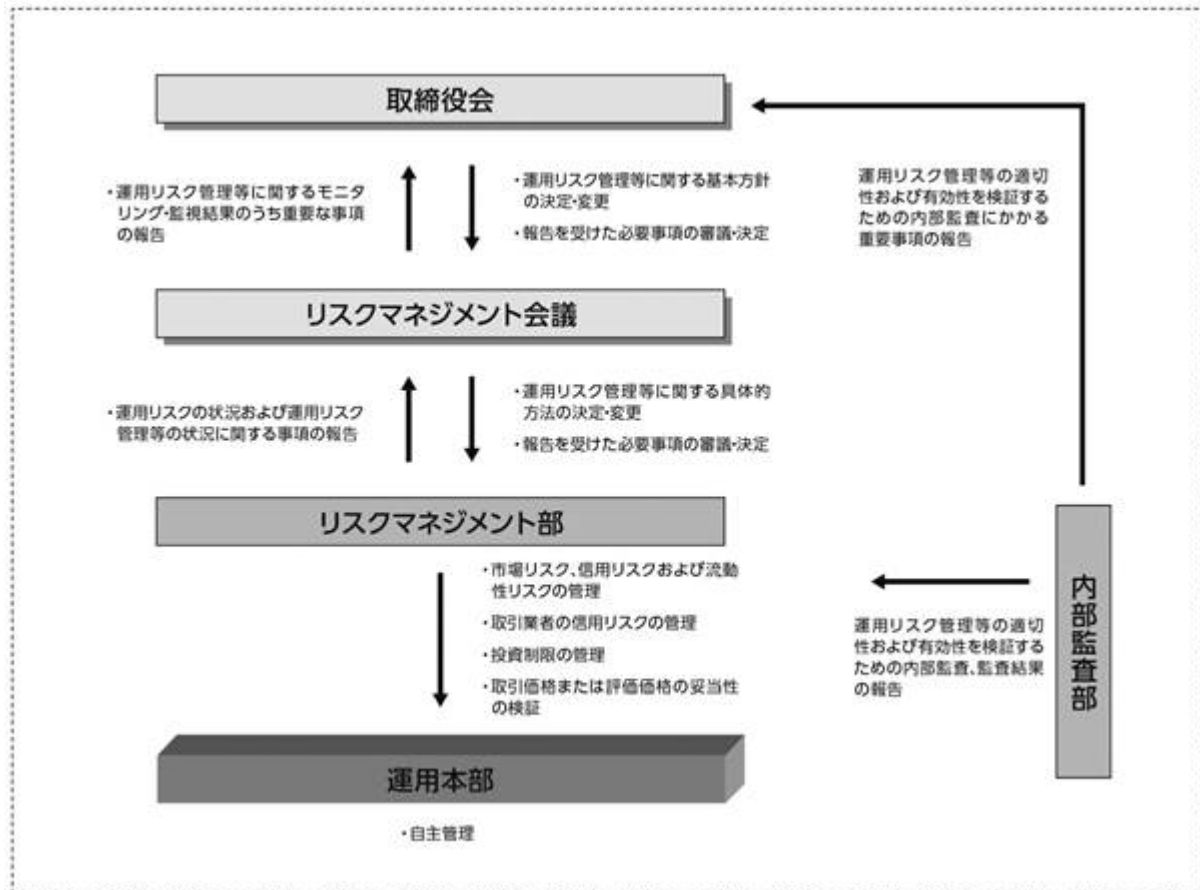 取締役会
・運用リスク管理等に関するモニタ
リング・監視結果のうち重要な事項
の報告
・運用リスク管理等に関する基本方針
の決定・変更
・報告を受けた必要事項の審議・決定
運用リスク管理等の適切
性および有効性を検証する
ための内部監査にかかる
重要事項の報告
リスクマネジメント会議
・運用リスクの状況および運用リスク
管理等の状況に関する事項の報告
・運用リスク管理等に関する具体的
方法の決定・変更
・報告を受けた必要事項の審議・決定
リスクマネジメント部
・市場リスク、信用リスクおよび流動
性リスクの管理
・取引業者の信用リスクの管理
・投資制限の管理
・取引価格または評価価格の妥当性
の検証
運用リスク管理等の適切
性および有効性を検証する
ための内部監査、監査結果
の報告
内部監査部
運用本部
・自主管理